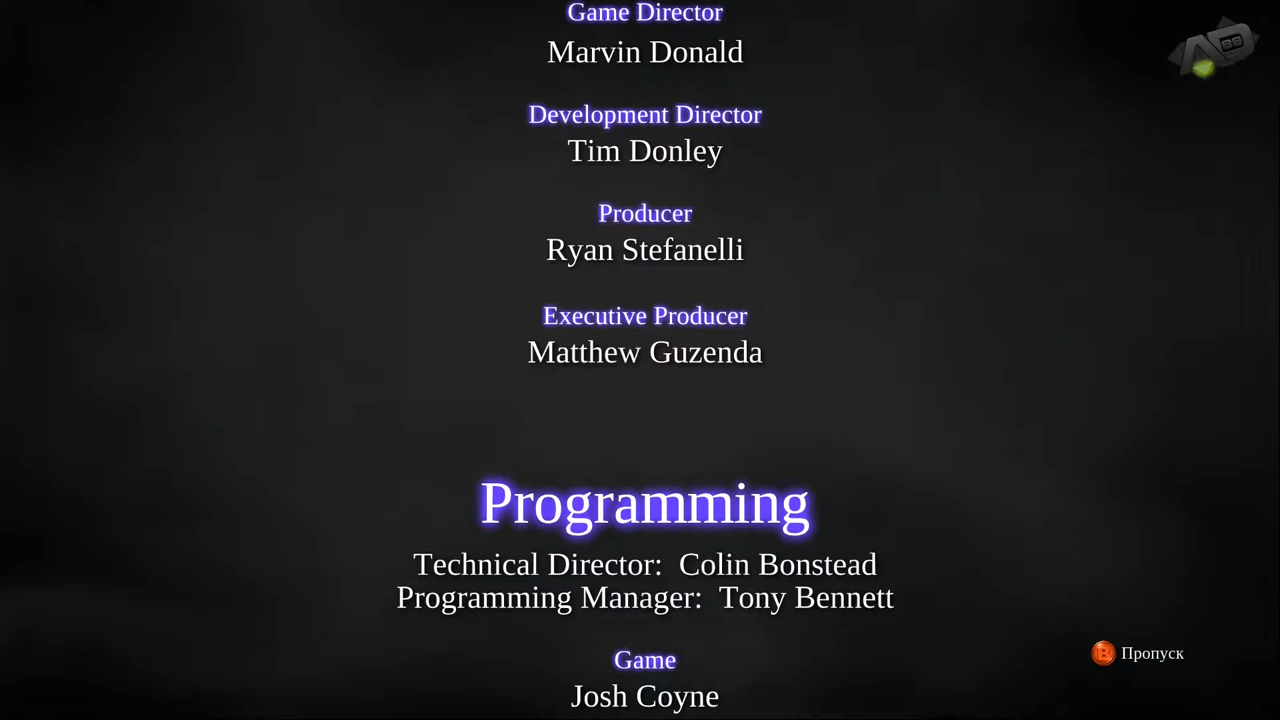 Game Director
Marvin Donald
Development Director
Tim Donley
Producer
Ryan Stefanelli
Executive Producer
Matthew Guzenda
Programming
Technical Director:  Colin Bonstead
Programming Manager:  Tony Bennett
Game
Josh Coyne
B Пропуск